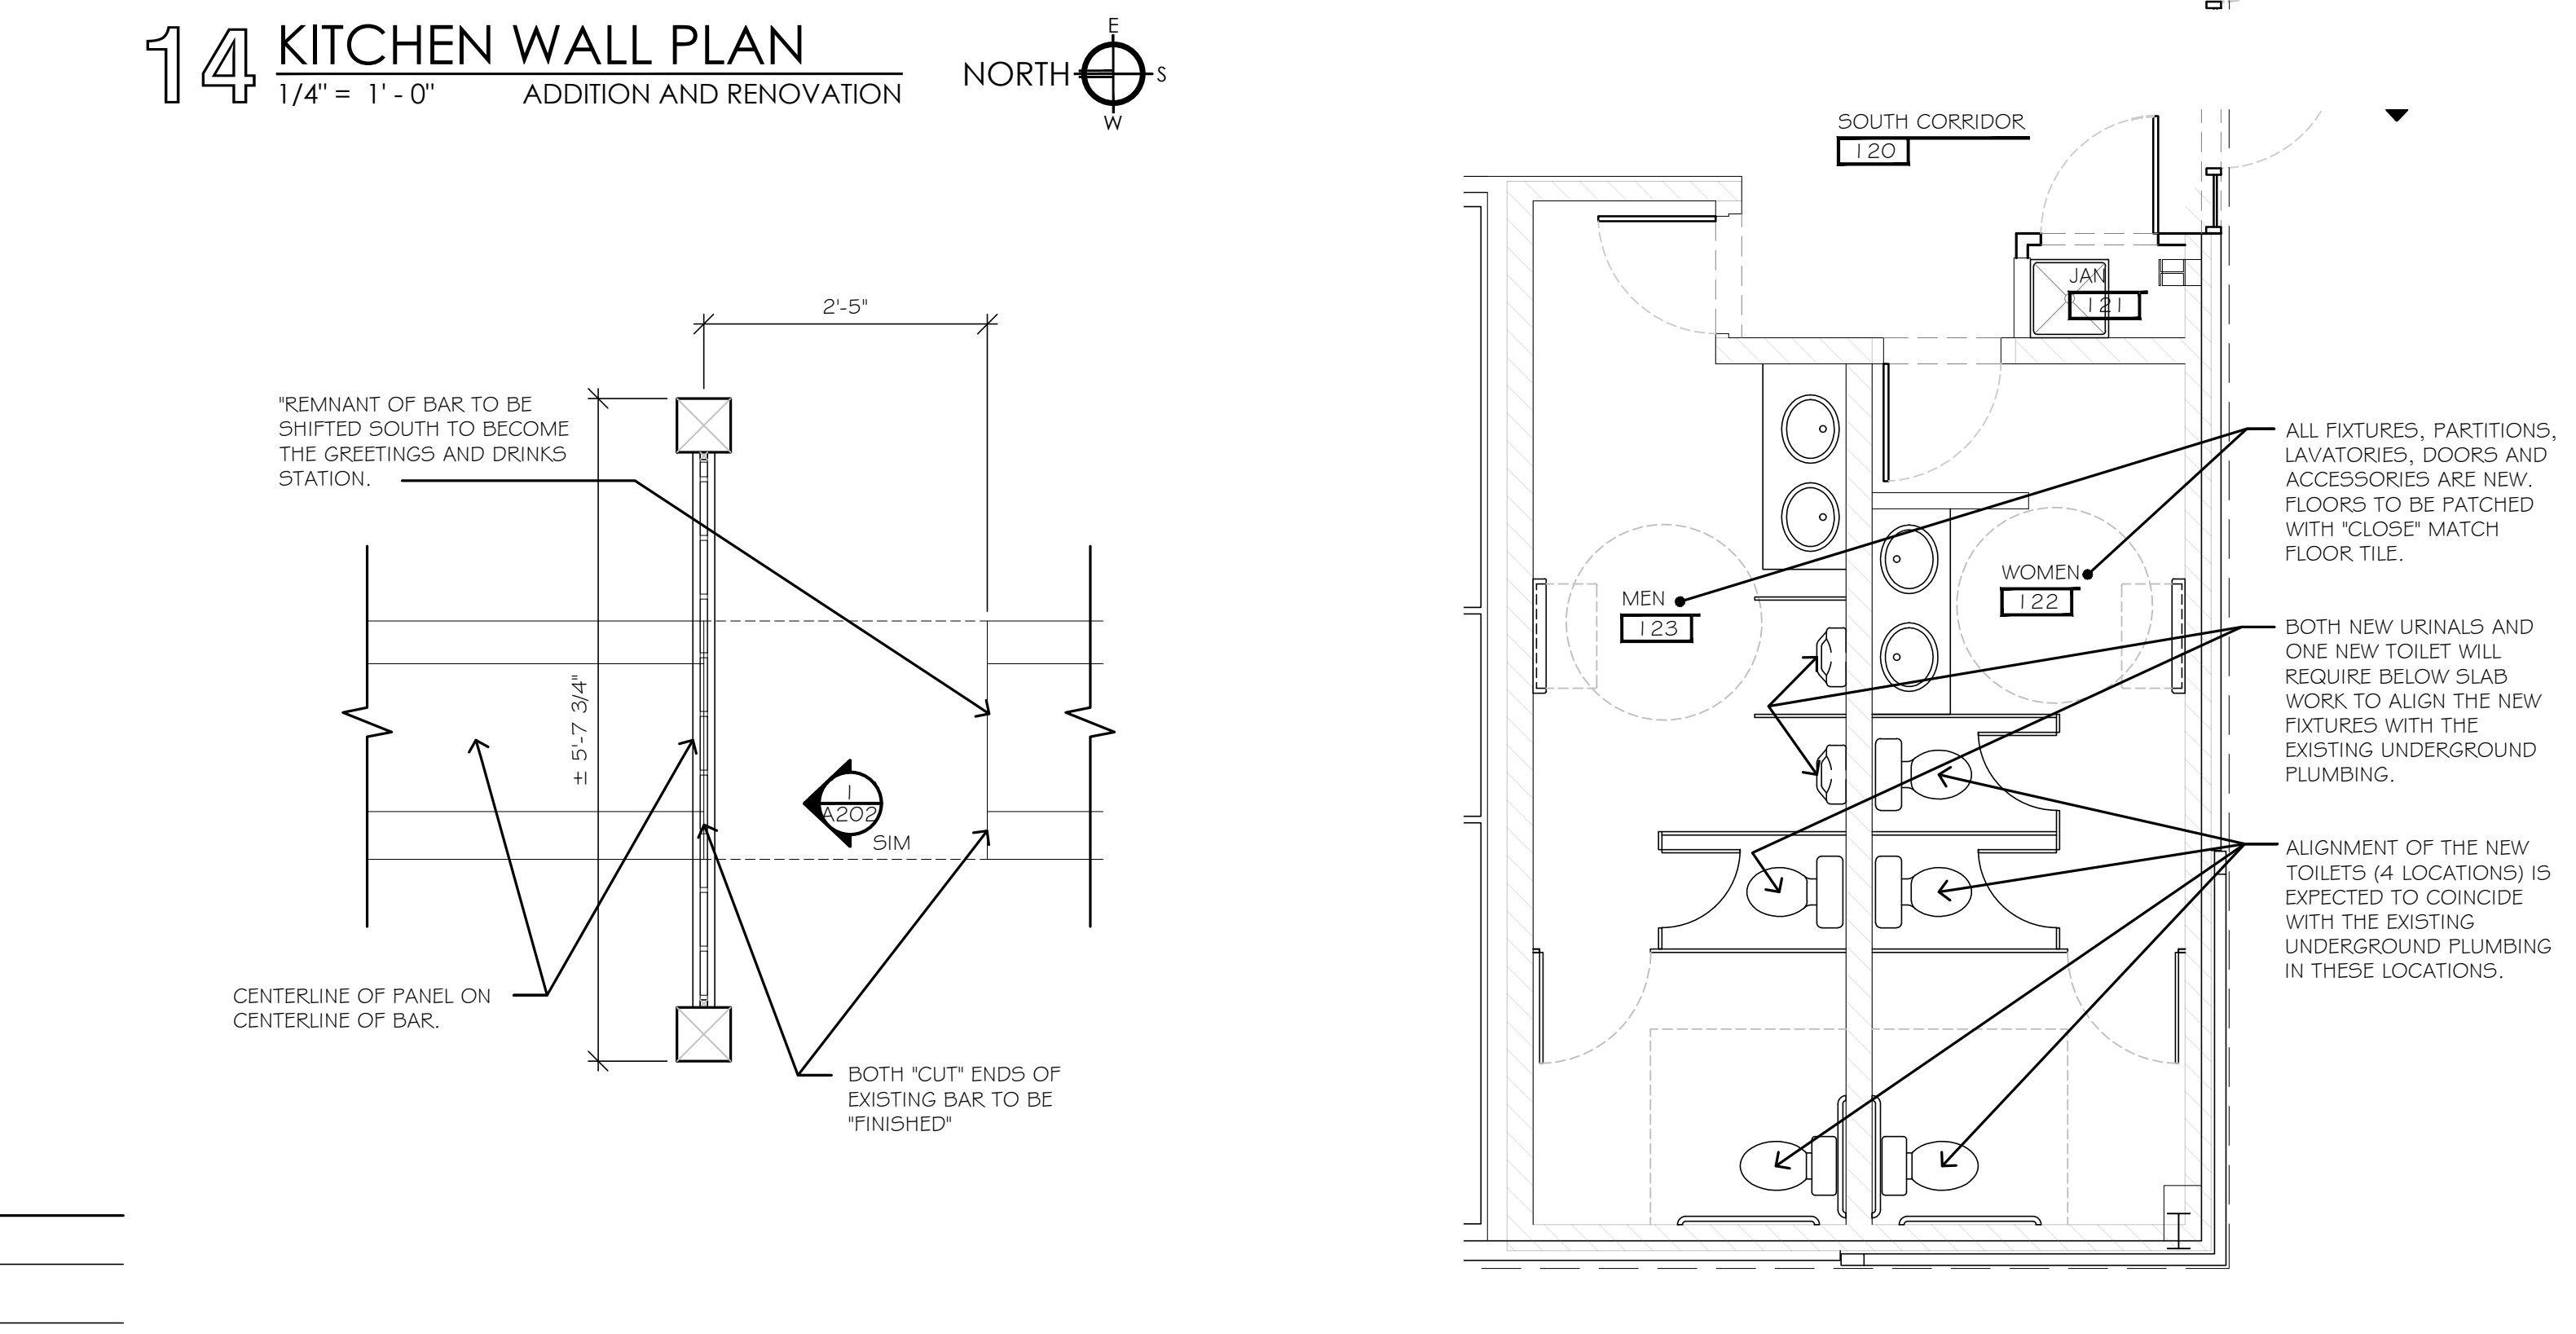 14 KITCHEN WALL PLAN
1/4" = 1' - 0" ADDITION AND RENOVATION
E
NORTH S
W
2'-5"
"REMNANT OF BAR TO BE
SHIFTED SOUTH TO BECOME
THE GREETINGS AND DRINKS
STATION.
± 5'-7 3/4"
1
A202
SIM
CENTERLINE OF PANEL ON
CENTERLINE OF BAR.
BOTH "CUT" ENDS OF
EXISTING BAR TO BE
"FINISHED"
SOUTH CORRIDOR
120
JAN
121
MEN
123
WOMEN
122
ALL FIXTURES, PARTITIONS,
LAVATORIES, DOORS AND
ACCESSORIES ARE NEW.
FLOORS TO BE PATCHED
WITH "CLOSE" MATCH
FLOOR TILE.
BOTH NEW URINALS AND
ONE NEW TOILET WILL
REQUIRE BELOW SLAB
WORK TO ALIGN THE NEW
FIXTURES WITH THE
EXISTING UNDERGROUND
PLUMBING.
ALIGNMENT OF THE NEW
TOILETS (4 LOCATIONS) IS
EXPECTED TO COINCIDE
WITH THE EXISTING
UNDERGROUND PLUMBING
IN THESE LOCATIONS.